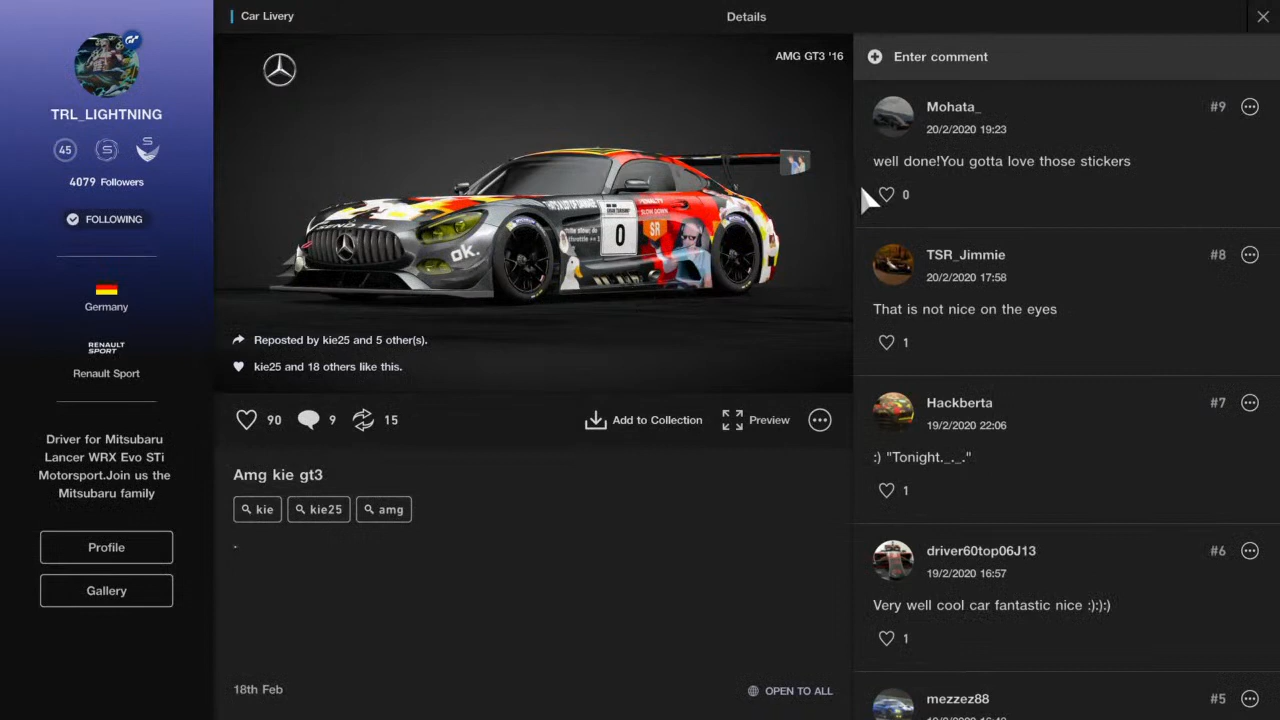 TRL_LIGHTNING
45
S
S
4079 Followers
FOLLOWING
Germany
RENAULT
SPORT
Renault Sport
Driver for Mitsubaru
Lancer WRX Evo STi
Motorsport.Join us the
Mitsubaru family
Profile
Gallery
Car Livery
Details
AMG GT3 '16
PENALTY
SLOW DOWN
SR
0
ok.
Reposted by kie25 and 5 other(s).
kie25 and 18 others like this.
90
9
15
Add to Collection
Preview
Amg kie gt3
kie
kie25
amg
.
18th Feb
OPEN TO ALL
Enter comment
Mohata_
#9
20/2/2020 19:23
well done!You gotta love those stickers
0
TSR_Jimmie
#8
20/2/2020 17:58
That is not nice on the eyes
1
Hackberta
#7
19/2/2020 22:06
:) "Tonight._._."
1
driver60top06J13
#6
19/2/2020 16:57
Very well cool car fantastic nice :):):)
1
mezzez88
#5